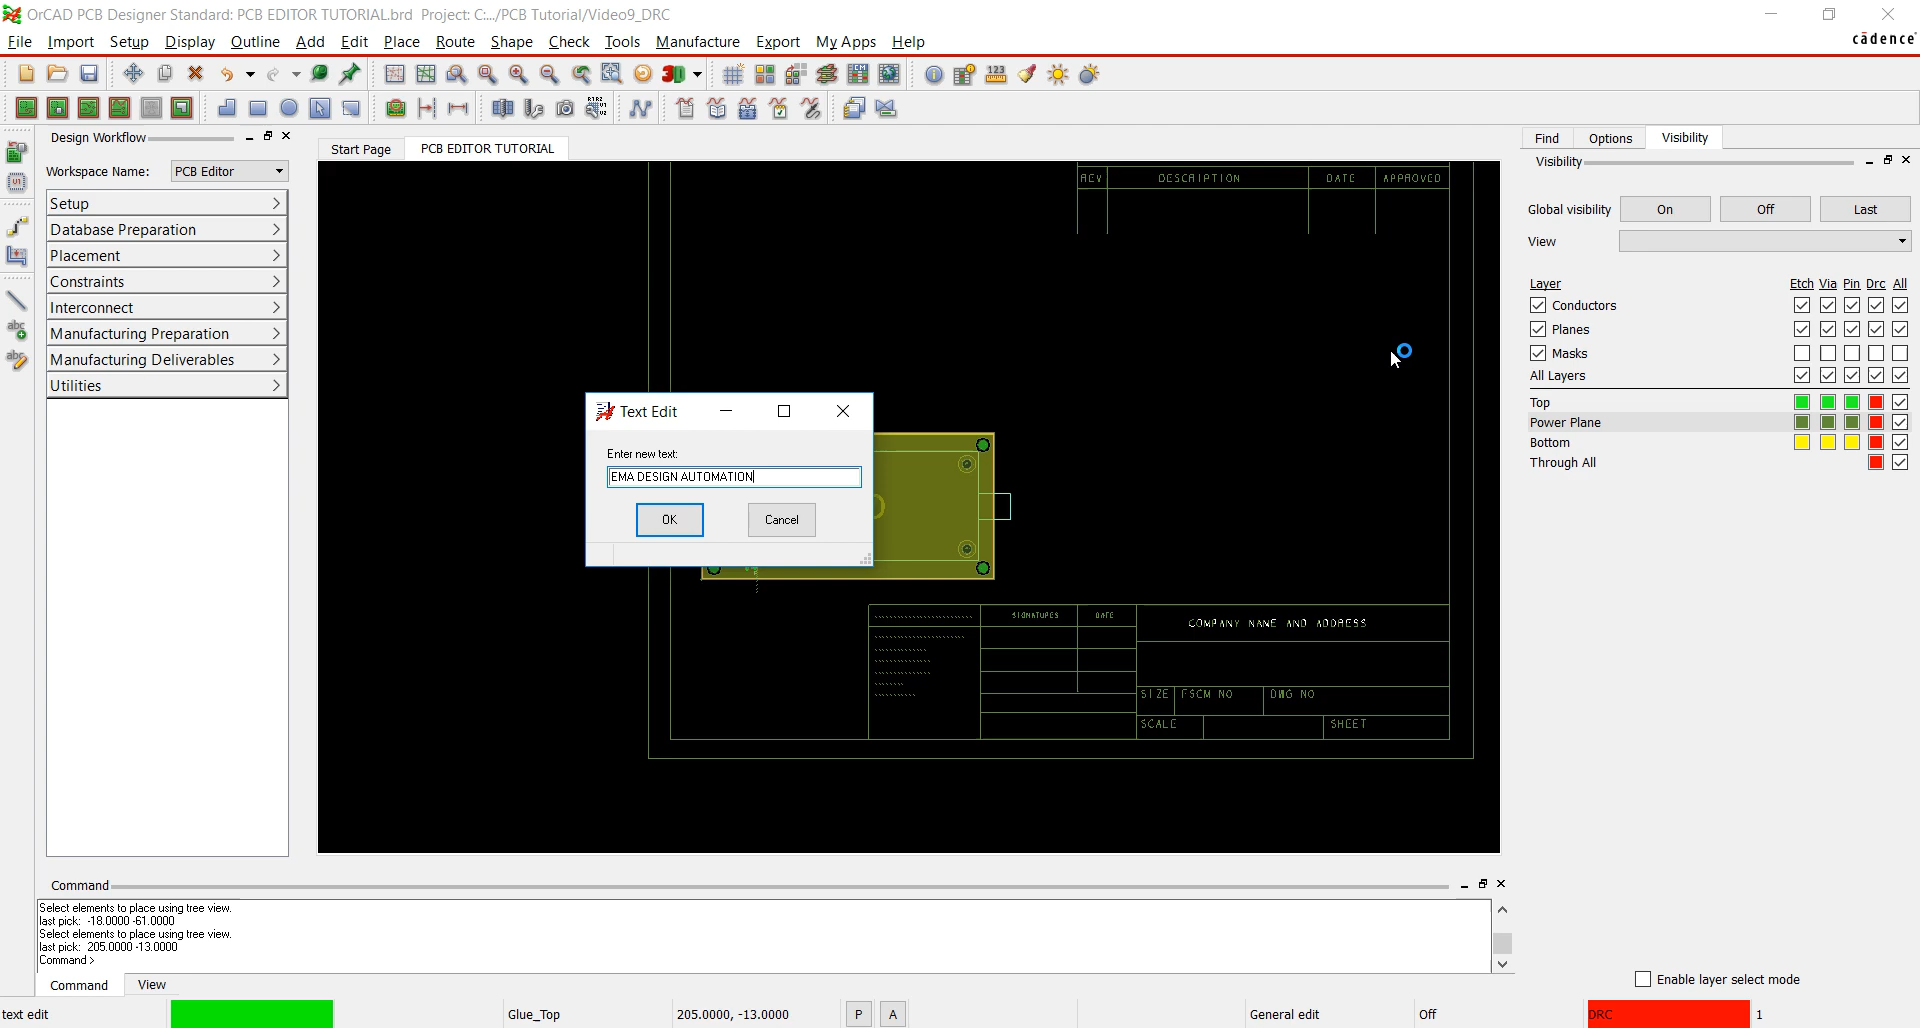 OrCAD PCB Designer Standard: PCB EDITOR TUTORIAL.brd Project: C:.../PCB Tutorial/Video9_DRC
File Import Setup Display Outline Add Edit Place Route Shape Check Tools Manufacture Export My Apps Help
cādence
Design Workflow
Workspace Name: PCB Editor
Setup
Database Preparation
Placement
Constraints
Interconnect
Manufacturing Preparation
Manufacturing Deliverables
Utilities
Start Page PCB EDITOR TUTORIAL
REV DESCRIPTION DATE APPROVED
Text Edit
Enter new text:
EMA DESIGN AUTOMATION
OK Cancel
SIGNATURES DATE
COMPANY NAME AND ADDRESS
SIZE FSCM NO DWG NO
SCALE SHEET
Find Options Visibility
Visibility
Global visibility On Off Last
View
Layer Etch Via Pin Drc All
Conductors
Planes
Masks
All Layers
Top
Power Plane
Bottom
Through All
Enable layer select mode
Command
Select elements to place using tree view.
last pick: -18.0000 -61.0000
Select elements to place using tree view.
last pick: 205.0000 -13.0000
Command >
Command View
text edit Glue_Top 205.0000, -13.0000 P A General edit Off DRC 1